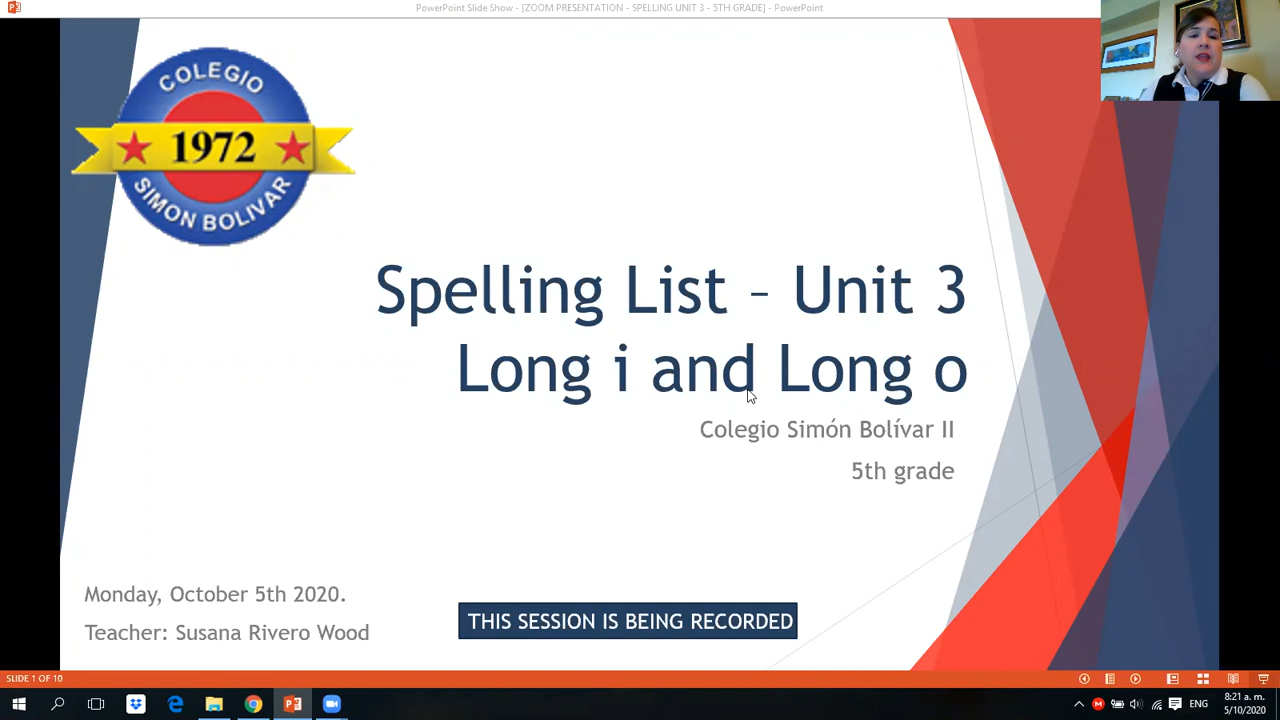 PowerPoint Slide Show - [ZOOM PRESENTATION - SPELLING UNIT 3 - 5TH GRADE] - PowerPoint
COLEGIO
1972
SIMON BOLIVAR
Spelling List – Unit 3
Long i and Long o
Colegio Simón Bolívar II
5th grade
Monday, October 5th 2020.
Teacher: Susana Rivero Wood
THIS SESSION IS BEING RECORDED
SLIDE 1 OF 10
ENG
8:21 a. m.
5/10/2020